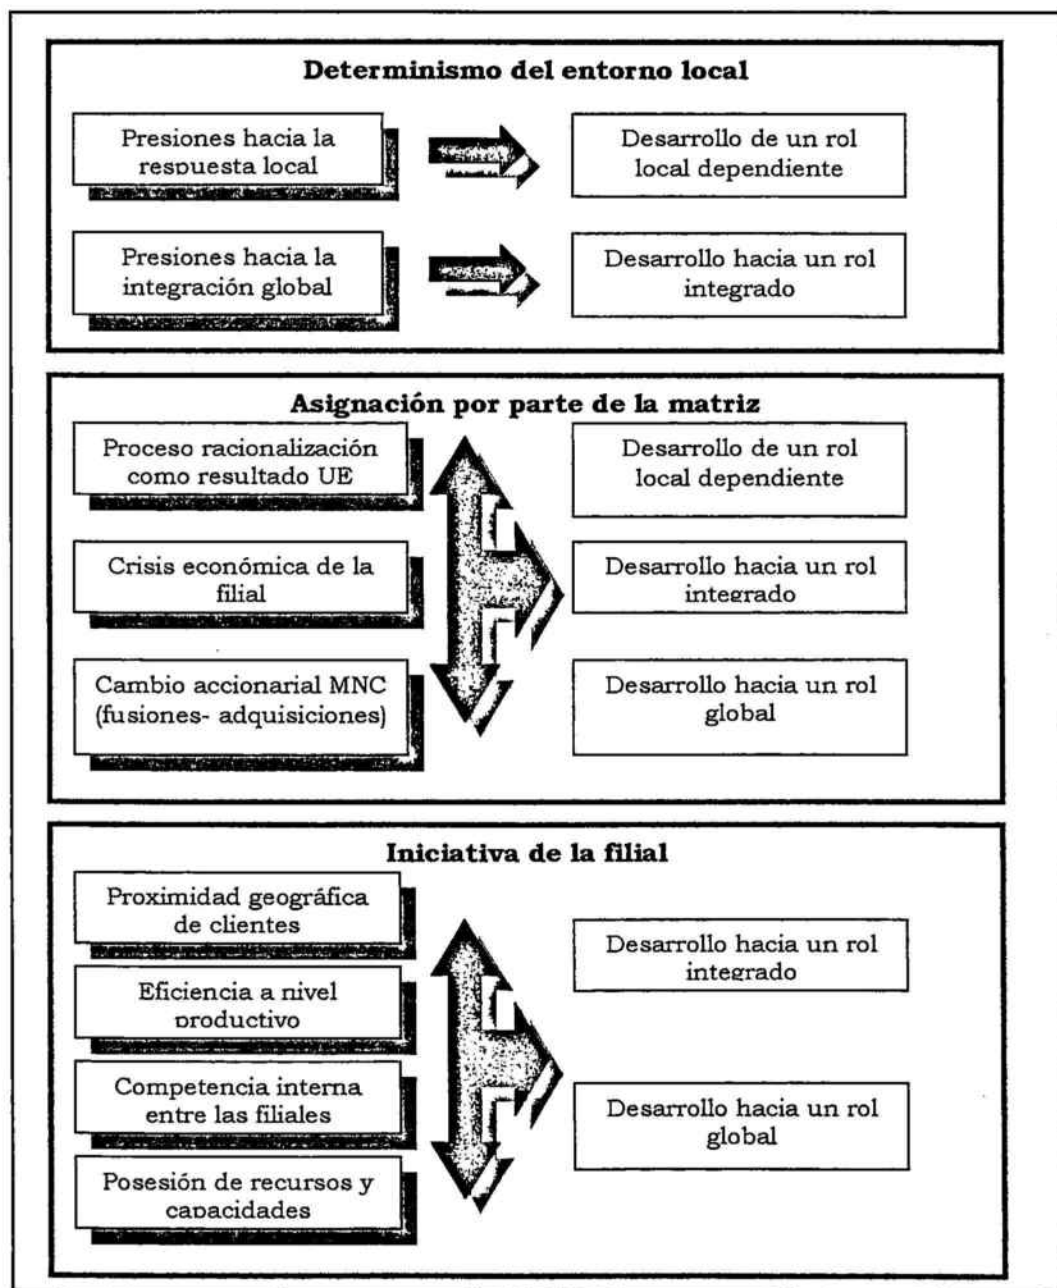 Determinismo del entorno local
Presiones hacia la
respuesta local
Desarrollo de un rol
local dependiente
Presiones hacia la
integración global
Desarrollo hacia un rol
integrado
Asignación por parte de la matriz
Proceso racionalización
como resultado UE
Desarrollo de un rol
local dependiente
Crisis económica de la
filial
Desarrollo hacia un rol
integrado
Cambio accionarial MNC
(fusiones- adquisiciones)
Desarrollo hacia un rol
global
Iniciativa de la filial
Proximidad geográfica
de clientes
Desarrollo hacia un rol
integrado
Eficiencia a nivel
productivo
Competencia interna
entre las filiales
Desarrollo hacia un rol
global
Posesión de recursos y
capacidades